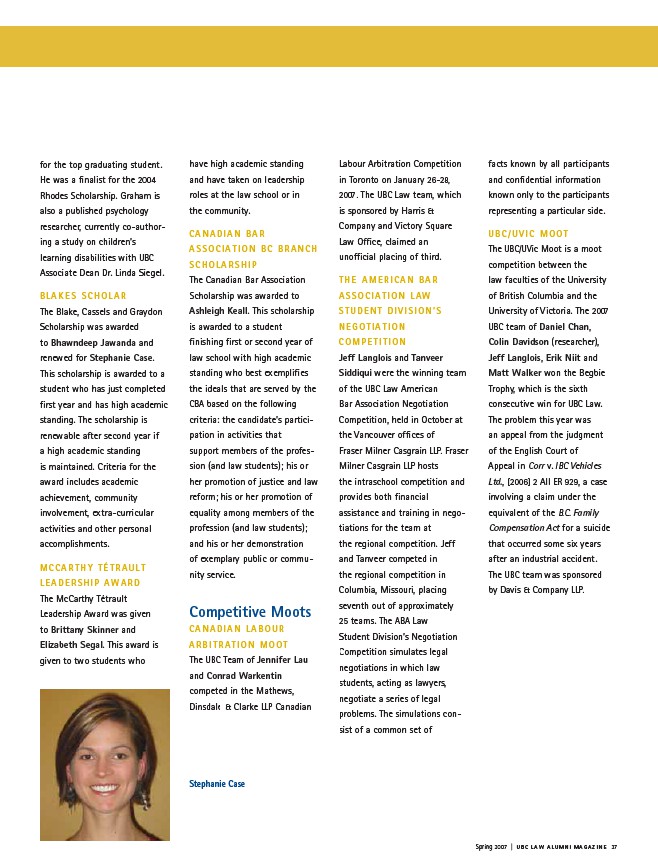 for the top graduating student.
He was a finalist for the 2004
Rhodes Scholarship. Graham is
also a published psychology
researcher, currently co-author-
ing a study on children's
learning disabilities with UBC
Associate Dean Dr. Linda Siegel.
BLAKES SCHOLAR
The Blake, Cassels and Graydon
Scholarship was awarded
to Bhawndeep Jawanda and
renewed for Stephanie Case.
This scholarship is awarded to a
student who has just completed
first year and has high academic
standing. The scholarship is
renewable after second year if
a high academic standing
is maintained. Criteria for the
award includes academic
achievement, community
involvement, extra-curricular
activities and other personal
accomplishments.
MCCARTHY TÉTRAULT
LEADERSHIP AWARD
The McCarthy Tétrault
Leadership Award was given
to Brittany Skinner and
Elizabeth Segal. This award is
given to two students who
have high academic standing
and have taken on leadership
roles at the law school or in
the community.
CANADIAN BAR
ASSOCIATION BC BRANCH
SCHOLARSHIP
The Canadian Bar Association
Scholarship was awarded to
Ashleigh Keall. This scholarship
is awarded to a student
finishing first or second year of
law school with high academic
standing who best exemplifies
the ideals that are served by the
CBA based on the following
criteria: the candidate's partici-
pation in activities that
support members of the profes-
sion (and law students); his or
her promotion of justice and law
reform; his or her promotion of
equality among members of the
profession (and law students);
and his or her demonstration
of exemplary public or commu-
nity service.
Competitive Moots
CANADIAN LABOUR
ARBITRATION MOOT
The UBC Team of Jennifer Lau
and Conrad Warkentin
competed in the Mathews,
Dinsdale & Clarke LLP Canadian
Labour Arbitration Competition
in Toronto on January 26-28,
2007. The UBC Law team, which
is sponsored by Harris &
Company and Victory Square
Law Office, claimed an
unofficial placing of third.
THE AMERICAN BAR
ASSOCIATION LAW
STUDENT DIVISION'S
NEGOTIATION
COMPETITION
Jeff Langlois and Tanveer
Siddiqui were the winning team
of the UBC Law American
Bar Association Negotiation
Competition, held in October at
the Vancouver offices of
Fraser Milner Casgrain LLP. Fraser
Milner Casgrain LLP hosts
the intraschool competition and
provides both financial
assistance and training in nego-
tiations for the team at
the regional competition. Jeff
and Tanveer competed in
the regional competition in
Columbia, Missouri, placing
seventh out of approximately
25 teams. The ABA Law
Student Division's Negotiation
Competition simulates legal
negotiations in which law
students, acting as lawyers,
negotiate a series of legal
problems. The simulations con-
sist of a common set of
facts known by all participants
and confidential information
known only to the participants
representing a particular side.
UBC/UVIC MOOT
The UBC/UVic Moot is a moot
competition between the
law faculties of the University
of British Columbia and the
University of Victoria. The 2007
UBC team of Daniel Chan,
Colin Davidson (researcher),
Jeff Langlois, Erik Niit and
Matt Walker won the Begbie
Trophy, which is the sixth
consecutive win for UBC Law.
The problem this year was
an appeal from the judgment
of the English Court of
Appeal in Corr v. IBC Vehicles
Ltd., [2006] 2 All ER 929, a case
involving a claim under the
equivalent of the B.C. Family
Compensation Act for a suicide
that occurred some six years
after an industrial accident.
The UBC team was sponsored
by Davis & Company LLP.
Stephanie Case
Spring 2007 | UBC LAW ALUMNI MAGAZINE 37